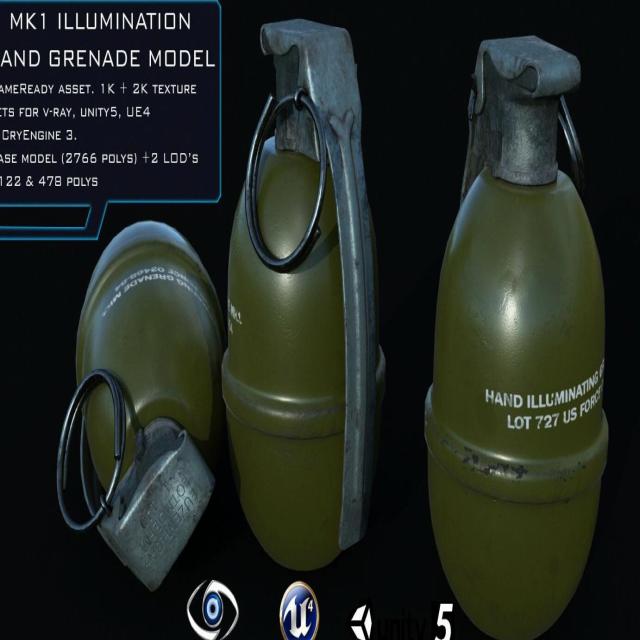 MK1 ILLUMINATION
AND GRENADE MODEL
AMEREADY ASSET. 1K + 2K TEXTURE
ETS FOR V-RAY, UNITY5, UE4
CRYENGINE 3.
ASE MODEL (2766 POLYS) +2 LOD'S
122 & 478 POLYS
HAND ILLUMINATING
LOT 727 US FORC
unity 5
4